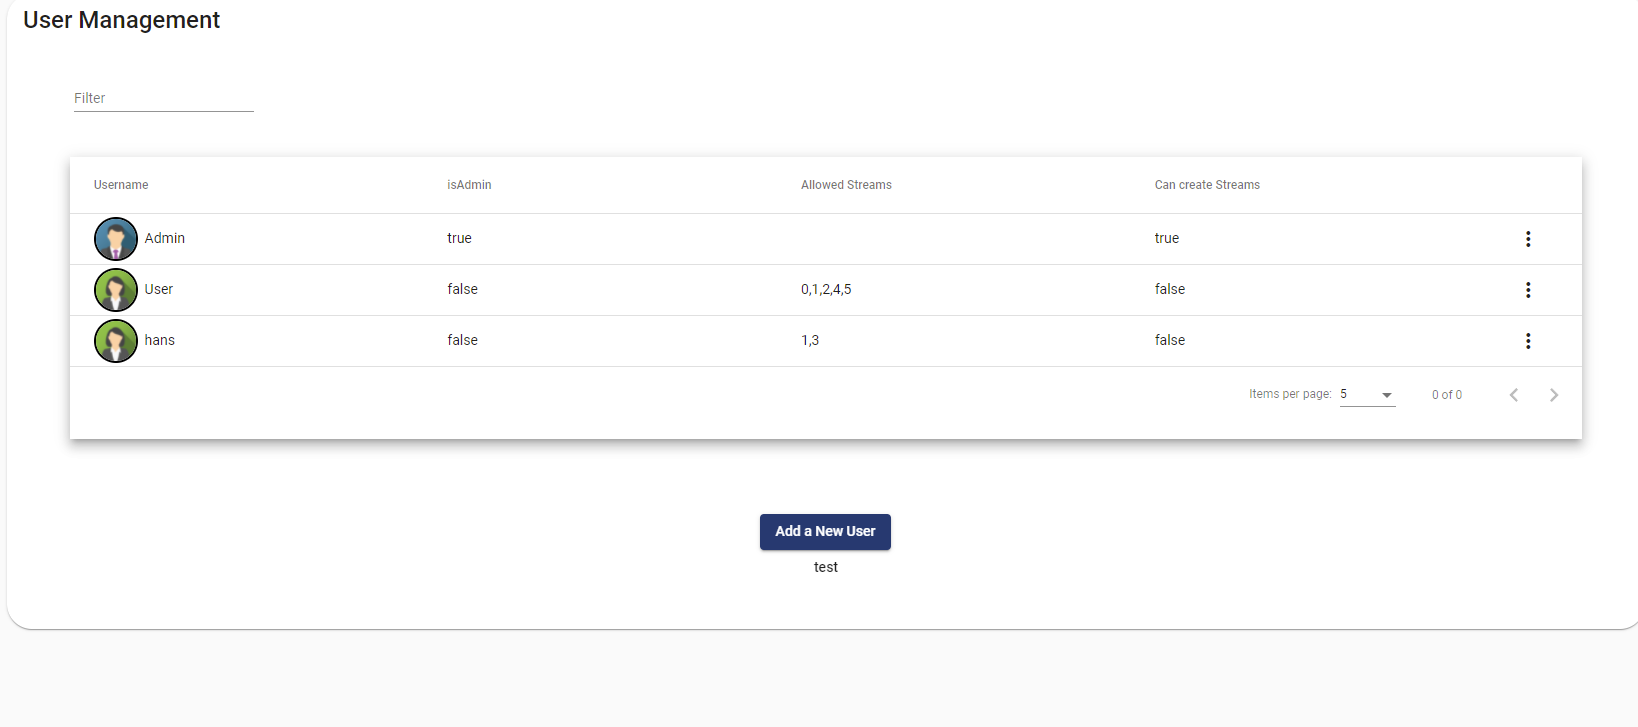 User Management
Filter
Username isAdmin Allowed Streams Can create Streams
Admin true true
User false 0,1,2,4,5 false
hans false 1,3 false
Items per page: 5 0 of 0
Add a New User
test